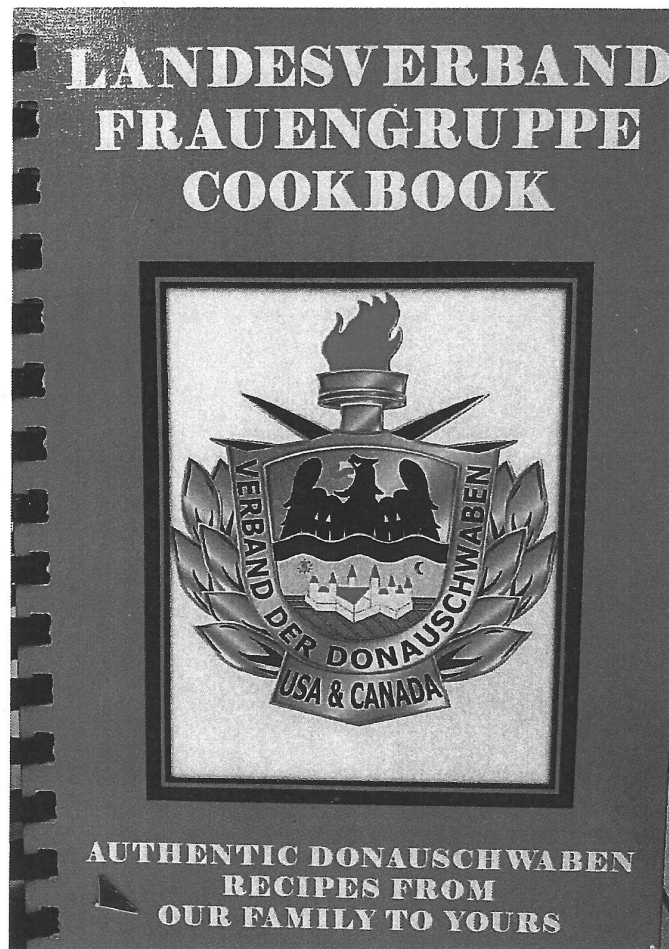 LANDESVERBAND
FRAUENGRUPPE
COOKBOOK
VERBAND DER DONAUSCHWABEN
USA & CANADA
AUTHENTIC DONAUSCHWABEN
RECIPES FROM
OUR FAMILY TO YOURS